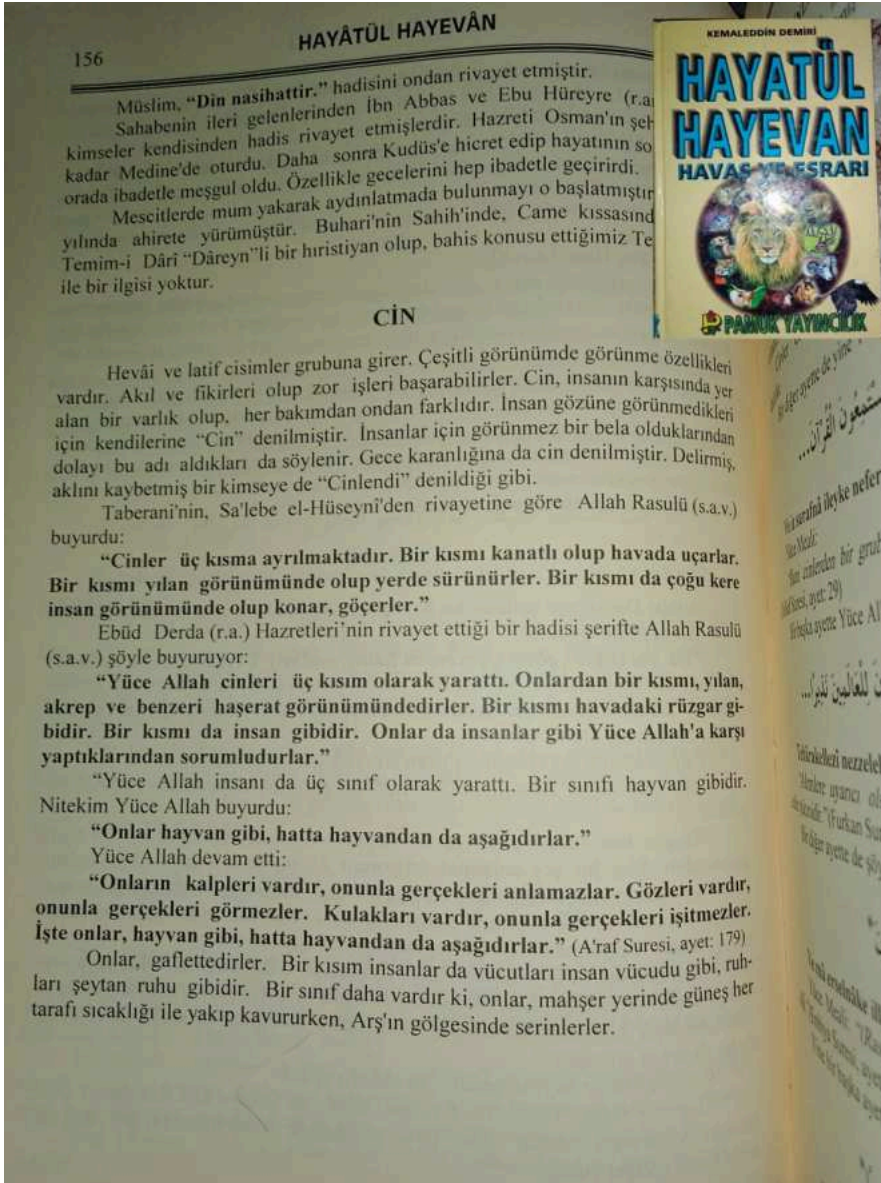 156
HAYÂTÜL HAYEVÂN
Müslim, “Din nasihattir.” hadisini ondan rivayet etmiştir.
Sahabenin ileri gelenlerinden İbn Abbas ve Ebu Hüreyre (r.a
kimseler kendisinden hadis rivayet etmişlerdir. Hazreti Osman'ın şeh
kadar Medine'de oturdu. Daha sonra Kudüs'e hicret edip hayatının so
orada ibadetle meşgul oldu. Özellikle gecelerini hep ibadetle geçirirdi.
Mescitlerde mum yakarak aydınlatmada bulunmayı o başlatmıştır
yılında ahirete yürümüştür. Buhari'nin Sahih'inde, Came kıssasınd
Temim-i Dârî “Dâreyn”li bir hıristiyan olup, bahis konusu ettiğimiz Te
ile bir ilgisi yoktur.
CİN
Hevâi ve latif cisimler grubuna girer. Çeşitli görünümde görünme özellikleri
vardır. Akıl ve fikirleri olup zor işleri başarabilirler. Cin, insanın karşısında yer
alan bir varlık olup, her bakımdan ondan farklıdır. İnsan gözüne görünmedikleri
için kendilerine “Cin” denilmiştir. İnsanlar için görünmez bir bela olduklarından
dolayı bu adı aldıkları da söylenir. Gece karanlığına da cin denilmiştir. Delirmiş,
aklını kaybetmiş bir kimseye de “Cinlendi” denildiği gibi.
Taberani'nin, Sa'lebe el-Hüseynî'den rivayetine göre Allah Rasulü (s.a.v.)
buyurdu:
“Cinler üç kısma ayrılmaktadır. Bir kısmı kanatlı olup havada uçarlar.
Bir kısmı yılan görünümünde olup yerde sürünürler. Bir kısmı da çoğu kere
insan görünümünde olup konar, göçerler.”
Ebüd Derda (r.a.) Hazretleri'nin rivayet ettiği bir hadisi şerifte Allah Rasulü
(s.a.v.) şöyle buyuruyor:
“Yüce Allah cinleri üç kısım olarak yarattı. Onlardan bir kısmı, yılan,
akrep ve benzeri haşerat görünümündedirler. Bir kısmı havadaki rüzgar gi-
bidir. Bir kısmı da insan gibidir. Onlar da insanlar gibi Yüce Allah'a karşı
yaptıklarından sorumludurlar.”
“Yüce Allah insanı da üç sınıf olarak yarattı. Bir sınıfı hayvan gibidir.
Nitekim Yüce Allah buyurdu:
“Onlar hayvan gibi, hatta hayvandan da aşağıdırlar.”
Yüce Allah devam etti:
“Onların kalpleri vardır, onunla gerçekleri anlamazlar. Gözleri vardır,
onunla gerçekleri görmezler. Kulakları vardır, onunla gerçekleri işitmezler.
İşte onlar, hayvan gibi, hatta hayvandan da aşağıdırlar.” (A'raf Suresi, ayet: 179)
Onlar, gaflettedirler. Bir kısım insanlar da vücutları insan vücudu gibi, ruh-
ları şeytan ruhu gibidir. Bir sınıf daha vardır ki, onlar, mahşer yerinde güneş her
tarafı sıcaklığı ile yakıp kavururken, Arş'ın gölgesinde serinlerler.
KEMALEDDİN DEMİRİ
HAYATÜL
HAYEVAN
HAVAS VE ESRARI
PAMUK YAYINCILIK